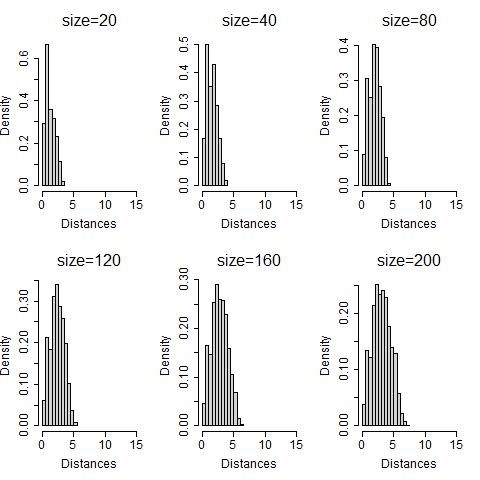 size=20 size=40 size=80
Density 0.0 0.2 0.4 0.6
Density 0.0 0.1 0.2 0.3 0.4 0.5
Density 0.0 0.1 0.2 0.3 0.4
0 5 10 15 0 5 10 15 0 5 10 15
Distances Distances Distances
size=120 size=160 size=200
Density 0.00 0.10 0.20 0.30
Density 0.00 0.10 0.20 0.30
Density 0.00 0.10 0.20
0 5 10 15 0 5 10 15 0 5 10 15
Distances Distances Distances